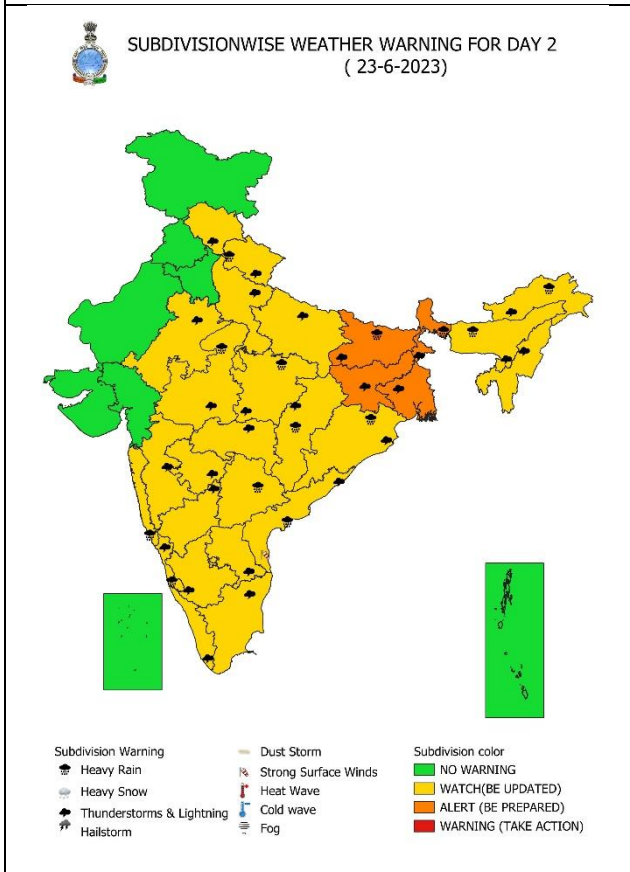 SUBDIVISIONWISE WEATHER WARNING FOR DAY 2
( 23-6-2023)
Subdivision Warning
Heavy Rain
Heavy Snow
Thunderstorms & Lightning
Hailstorm
Dust Storm
Strong Surface Winds
Heat Wave
Cold wave
Fog
Subdivision color
NO WARNING
WATCH(BE UPDATED)
ALERT (BE PREPARED)
WARNING (TAKE ACTION)